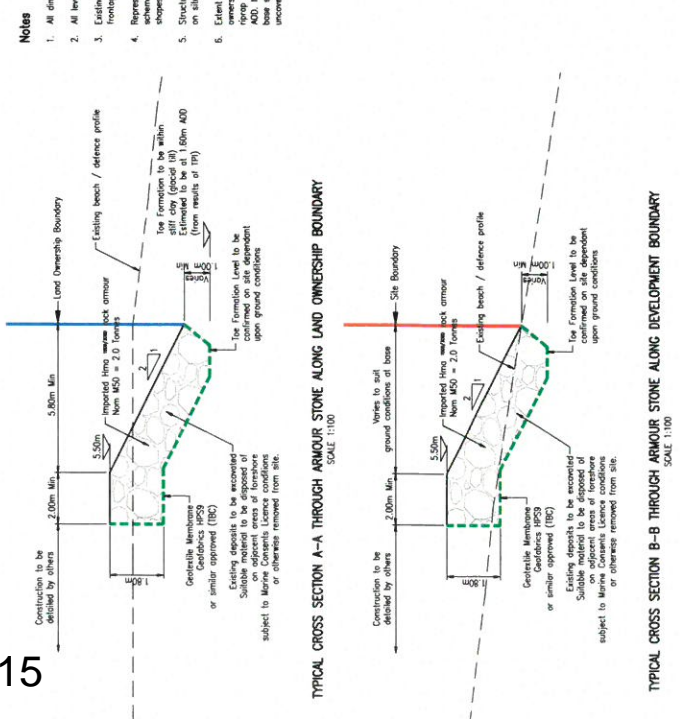 Notes
1. All dim
2. All leve
3. Existing
fronta
4. Repres
schem
shapes
5. Struct
on sit
6. Extent
owners
riprap
AOD.
base
uncov
Land Ownership Boundary
Existing beach / defence profile
Toe Formation to be within
stiff clay (glacial till)
Estimated to be at 1.60m AOD
(from results of TPI)
Construction to be
detailed by others
2.00m Min
5.80m Min
5.50m
Imported Hma rock armour
Nom M50 = 2.0 Tonnes
2
1
1.80m
Varies
1.00m Min
Toe Formation Level to be
confirmed on site dependant
upon ground conditions
Geotextile Membrane
Geofabrics HPS9
or similar approved (TBC)
Existing deposits to be excavated
Suitable material to be disposed of
on adjacent areas of foreshore
subject to Marine Consents Licence conditions
or otherwise removed from site.
TYPICAL CROSS SECTION A-A THROUGH ARMOUR STONE ALONG LAND OWNERSHIP BOUNDARY
SCALE 1:100
Construction to be
detailed by others
2.00m Min
Varies to suit
ground conditions at base
Site Boundary
5.50m
Imported Hma rock armour
Nom M50 = 2.0 Tonnes
2
1
Existing beach / defence profile
1.80m
Varies
1.00m Min
Toe Formation Level to be
confirmed on site dependant
upon ground conditions
Geotextile Membrane
Geofabrics HPS9
or similar approved (TBC)
Existing deposits to be excavated
Suitable material to be disposed of
on adjacent areas of foreshore
subject to Marine Consents Licence conditions
or otherwise removed from site.
TYPICAL CROSS SECTION B-B THROUGH ARMOUR STONE ALONG DEVELOPMENT BOUNDARY
SCALE 1:100
15